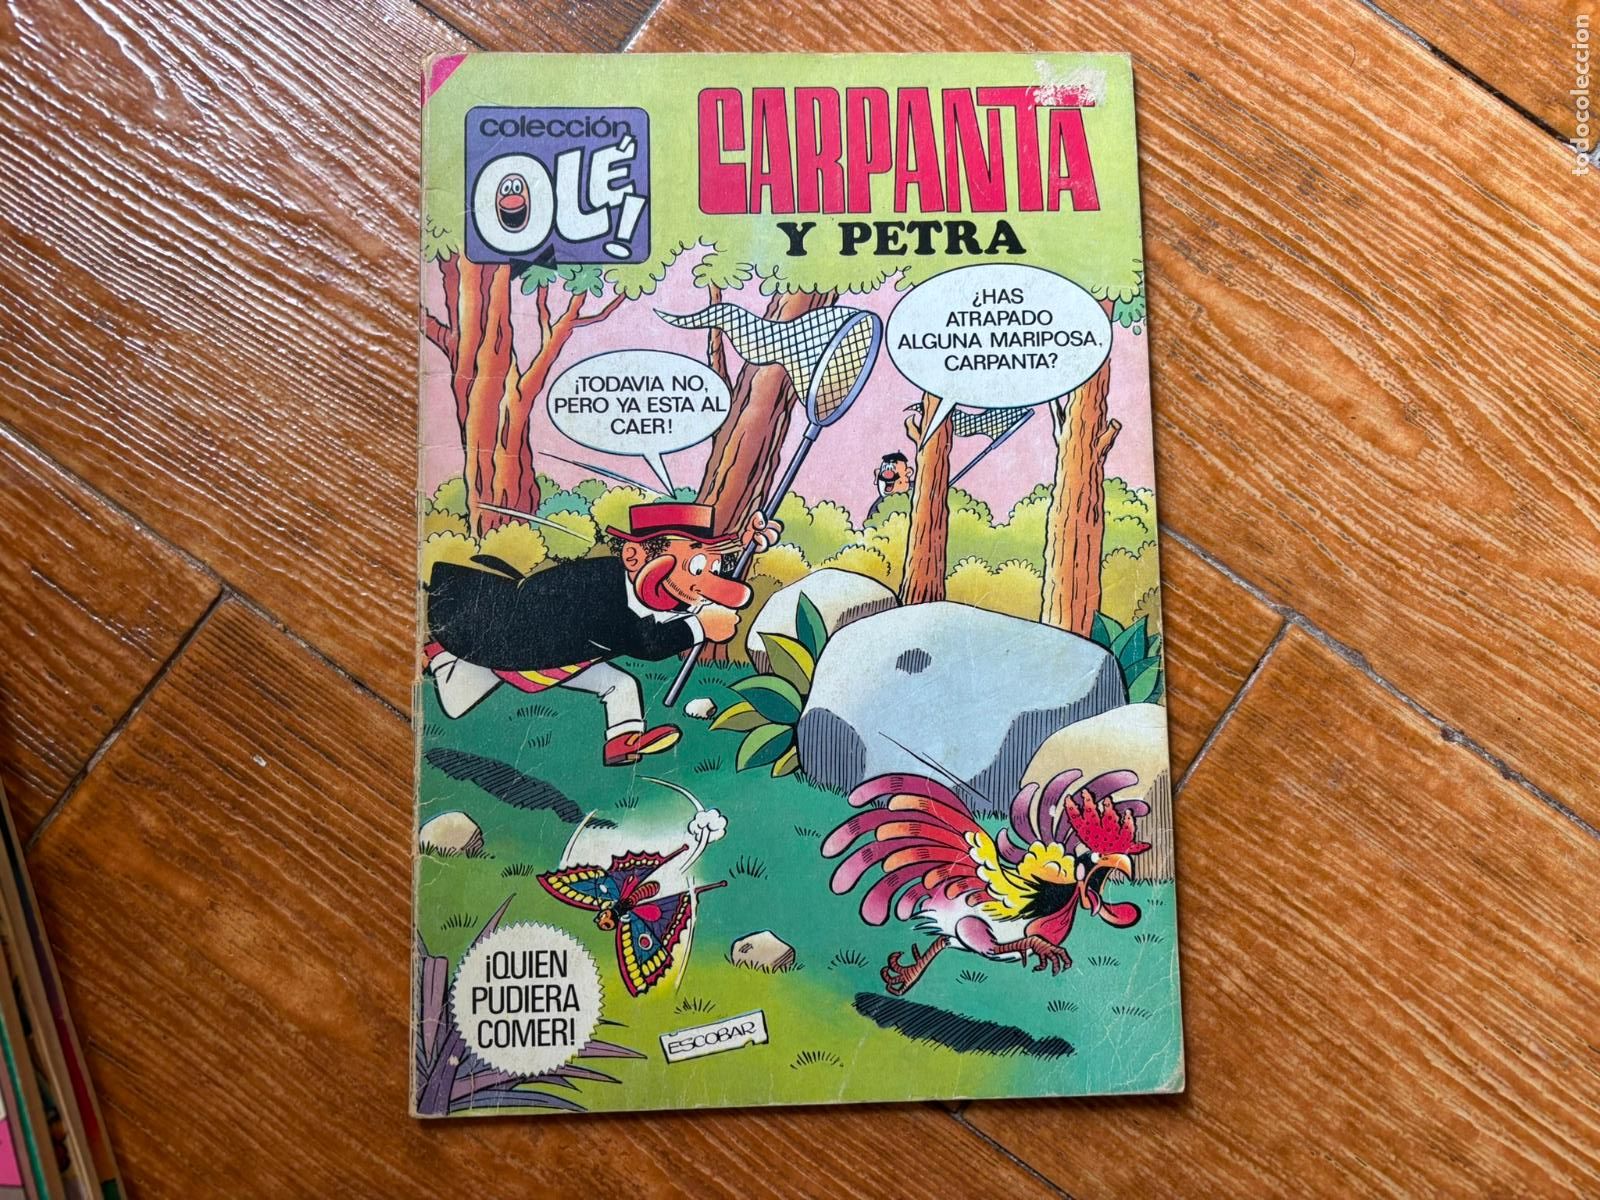 colección
OLÉ!
CARPANTA
Y PETRA
¿HAS
ATRAPADO
ALGUNA MARIPOSA,
CARPANTA?
¡TODAVIA NO,
PERO YA ESTA AL
CAER!
¡QUIEN
PUDIERA
COMER!
ESCOBAR
todocoleccion